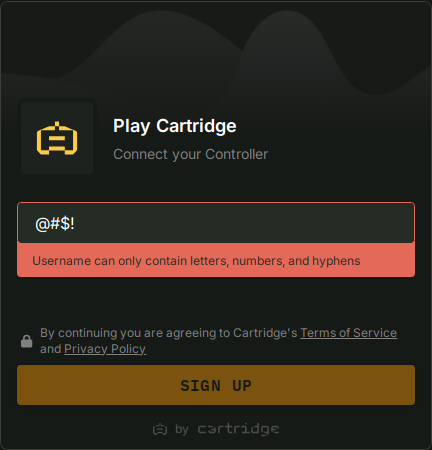 Play Cartridge
Connect your Controller
@#$!
Username can only contain letters, numbers, and hyphens
By continuing you are agreeing to Cartridge's Terms of Service
and Privacy Policy
SIGN UP
by cartridge